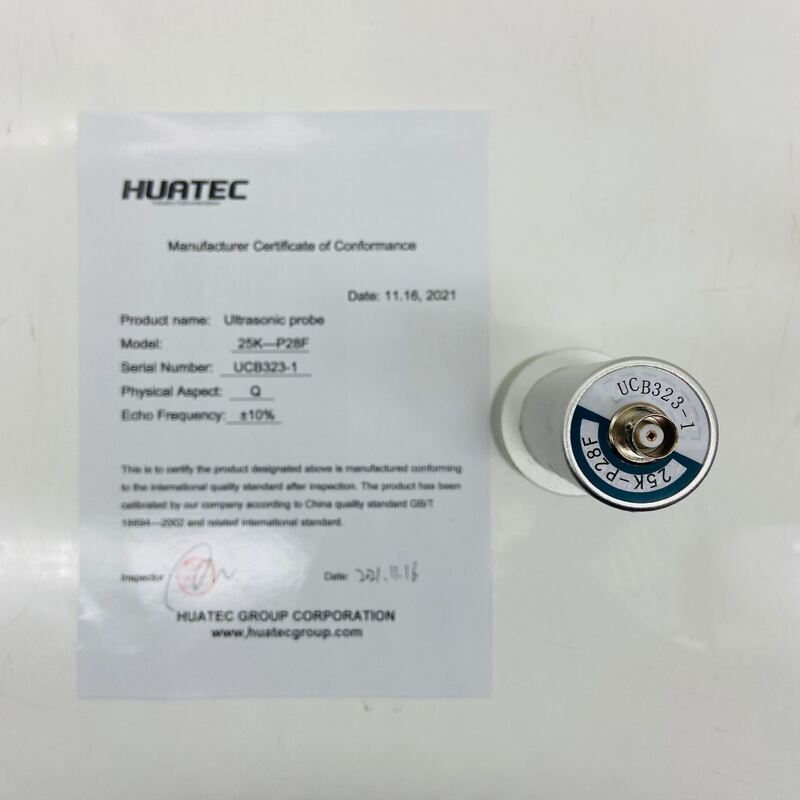 HUATEC
Manufacturer Certificate of Conformance
Date: 11.16, 2021
Product name: Ultrasonic probe
Model: 25K—P28F
Serial Number: UCB323-1
Physical Aspect: Q
Echo Frequency: ±10%
This is to certify the product designated above is manufactured conforming
to the international quality standard after inspection. The product has been
calibrated by our company according to China quality standard GB/T
18694—2002 and related international standard.
Inspector Date: 2021.11.16
HUATEC GROUP CORPORATION
www.huatecgroup.com
UCB323-1
25K-P28F